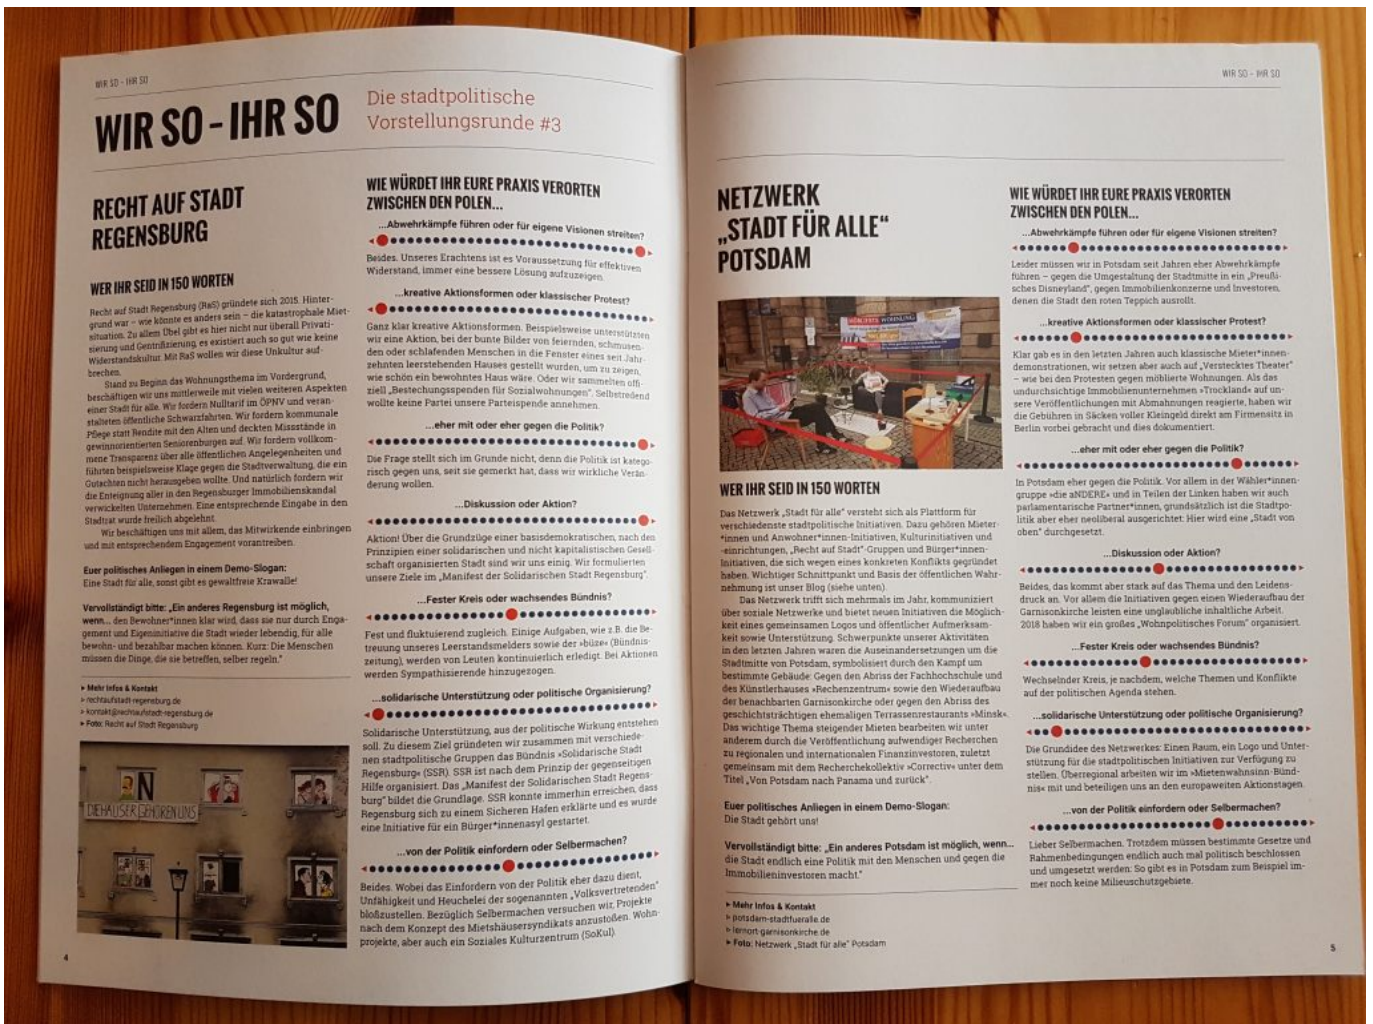 WIR SO - IHR SO
WIR SO - IHR SO
Die stadtpolitische
Vorstellungsrunde #3
RECHT AUF STADT
REGENSBURG
WER IHR SEID IN 150 WORTEN
Recht auf Stadt Regensburg (RaS) gründete sich 2015. Hinter-
grund war – wie könnte es anders sein – die katastrophale Miet-
situation. Zu allem Übel gibt es hier nicht nur überall Privati-
sierung und Gentrifizierung, es existiert auch so gut wie keine
Widerstandskultur. Mit RaS wollen wir diese Unkultur auf-
brechen.
Stand zu Beginn das Wohnungsthema im Vordergrund,
beschäftigen wir uns mittlerweile mit vielen weiteren Aspekten
einer Stadt für alle. Wir fordern Nulltarif im ÖPNV und veran-
stalteten öffentliche Schwarzfahrten. Wir fordern kommunale
Pflege statt Rendite mit den Alten und deckten Missstände in
gewinnorientierten Seniorenburgen auf. Wir fordern vollkom-
mene Transparenz über alle öffentlichen Angelegenheiten und
führten beispielsweise Klage gegen die Stadtverwaltung, die ein
Gutachten nicht herausgeben wollte. Und natürlich fordern wir
die Enteignung aller in den Regensburger Immobilienskandal
verwickelten Unternehmen. Eine entsprechende Eingabe in den
Stadtrat wurde freilich abgelehnt.
Wir beschäftigen uns mit allem, das Mitwirkende einbringen
und mit entsprechendem Engagement vorantreiben.
Euer politisches Anliegen in einem Demo-Slogan:
Eine Stadt für alle, sonst gibt es gewaltfreie Krawalle!
Vervollständigt bitte: „Ein anderes Regensburg ist möglich,
wenn... den Bewohner*innen klar wird, dass sie nur durch Enga-
gement und Eigeninitiative die Stadt wieder lebendig, für alle
bewohn- und bezahlbar machen können. Kurz: Die Menschen
müssen die Dinge, die sie betreffen, selber regeln."
▸ Mehr Infos & Kontakt
▹ rechtaufstadt-regensburg.de
▹ kontakt@rechtaufstadt-regensburg.de
▸ Foto: Recht auf Stadt Regensburg
N
DIE HÄUSER GEHÖREN UNS
4
WIE WÜRDET IHR EURE PRAXIS VERORTEN
ZWISCHEN DEN POLEN...
...Abwehrkämpfe führen oder für eigene Visionen streiten?
Beides. Unseres Erachtens ist es Voraussetzung für effektiven
Widerstand, immer eine bessere Lösung aufzuzeigen.
...kreative Aktionsformen oder klassischer Protest?
Ganz klar kreative Aktionsformen. Beispielsweise unterstützten
wir eine Aktion, bei der bunte Bilder von feiernden, schmusen-
den oder schlafenden Menschen in die Fenster eines seit Jahr-
zehnten leerstehenden Hauses gestellt wurden, um zu zeigen,
wie schön ein bewohntes Haus wäre. Oder wir sammelten offi-
ziell „Bestechungsspenden für Sozialwohnungen". Selbstredend
wollte keine Partei unsere Parteispende annehmen.
...eher mit oder eher gegen die Politik?
Die Frage stellt sich im Grunde nicht, denn die Politik ist katego-
risch gegen uns, seit sie gemerkt hat, dass wir wirkliche Verän-
derung wollen.
...Diskussion oder Aktion?
Aktion! Über die Grundzüge einer basisdemokratischen, nach den
Prinzipien einer solidarischen und nicht kapitalistischen Gesell-
schaft organisierten Stadt sind wir uns einig. Wir formulierten
unsere Ziele im „Manifest der Solidarischen Stadt Regensburg".
...Fester Kreis oder wachsendes Bündnis?
Fest und fluktuierend zugleich. Einige Aufgaben, wie z.B. die Be-
treuung unseres Leerstandsmelders sowie der »büze« (Bündnis-
zeitung), werden von Leuten kontinuierlich erledigt. Bei Aktionen
werden Sympathisierende hinzugezogen.
...solidarische Unterstützung oder politische Organisierung?
Solidarische Unterstützung, aus der politische Wirkung entstehen
soll. Zu diesem Ziel gründeten wir zusammen mit verschiede-
nen stadtpolitische Gruppen das Bündnis »Solidarische Stadt
Regensburg« (SSR). SSR ist nach dem Prinzip der gegenseitigen
Hilfe organisiert. Das „Manifest der Solidarischen Stadt Regens-
burg" bildet die Grundlage. SSR konnte immerhin erreichen, dass
Regensburg sich zu einem Sicheren Hafen erklärte und es wurde
eine Initiative für ein Bürger*innenasyl gestartet.
...von der Politik einfordern oder Selbermachen?
Beides. Wobei das Einfordern von der Politik eher dazu dient,
Unfähigkeit und Heuchelei der sogenannten „Volksvertretenden"
bloßzustellen. Bezüglich Selbermachen versuchen wir, Projekte
nach dem Konzept des Mietshäusersyndikats anzustoßen. Wohn-
projekte, aber auch ein Soziales Kulturzentrum (SoKul).
WIR SO - IHR SO
NETZWERK
„STADT FÜR ALLE"
POTSDAM
WER IHR SEID IN 150 WORTEN
Das Netzwerk „Stadt für alle" versteht sich als Plattform für
verschiedenste stadtpolitische Initiativen. Dazu gehören Mieter-
*innen und Anwohner*innen-Initiativen, Kulturinitiativen und
-einrichtungen, „Recht auf Stadt"-Gruppen und Bürger*innen-
Initiativen, die sich wegen eines konkreten Konflikts gegründet
haben. Wichtiger Schnittpunkt und Basis der öffentlichen Wahr-
nehmung ist unser Blog (siehe unten).
Das Netzwerk trifft sich mehrmals im Jahr, kommuniziert
über soziale Netzwerke und bietet neuen Initiativen die Möglich-
keit eines gemeinsamen Logos und öffentlicher Aufmerksam-
keit sowie Unterstützung. Schwerpunkte unserer Aktivitäten
in den letzten Jahren waren die Auseinandersetzungen um die
Stadtmitte von Potsdam, symbolisiert durch den Kampf um
bestimmte Gebäude: Gegen den Abriss der Fachhochschule und
des Künstlerhauses »Rechenzentrum« sowie den Wiederaufbau
der benachbarten Garnisonkirche oder gegen den Abriss des
geschichtsträchtigen ehemaligen Terrassenrestaurants »Minsk«.
Das wichtige Thema steigender Mieten bearbeiten wir unter
anderem durch die Veröffentlichung aufwendiger Recherchen
zu regionalen und internationalen Finanzinvestoren, zuletzt
gemeinsam mit dem Recherchekollektiv »Correctiv« unter dem
Titel „Von Potsdam nach Panama und zurück".
Euer politisches Anliegen in einem Demo-Slogan:
Die Stadt gehört uns!
Vervollständigt bitte: „Ein anderes Potsdam ist möglich, wenn...
die Stadt endlich eine Politik mit den Menschen und gegen die
Immobilieninvestoren macht."
▸ Mehr Infos & Kontakt
▹ potsdam-stadtfueralle.de
▹ lernort-garnisonkirche.de
▸ Foto: Netzwerk „Stadt für alle" Potsdam
WIE WÜRDET IHR EURE PRAXIS VERORTEN
ZWISCHEN DEN POLEN...
...Abwehrkämpfe führen oder für eigene Visionen streiten?
Leider müssen wir in Potsdam seit Jahren eher Abwehrkämpfe
führen – gegen die Umgestaltung der Stadtmitte in ein „Preußi-
sches Disneyland", gegen Immobilienkonzerne und Investoren,
denen die Stadt den roten Teppich ausrollt.
...kreative Aktionsformen oder klassischer Protest?
Klar gab es in den letzten Jahren auch klassische Mieter*innen-
demonstrationen, wir setzen aber auch auf „Verstecktes Theater"
– wie bei den Protesten gegen möblierte Wohnungen. Als das
undurchsichtige Immobilienunternehmen »Trockland« auf un-
sere Veröffentlichungen mit Abmahnungen reagierte, haben wir
die Gebühren in Säcken voller Kleingeld direkt am Firmensitz in
Berlin vorbei gebracht und dies dokumentiert.
...eher mit oder eher gegen die Politik?
In Potsdam eher gegen die Politik. Vor allem in der Wähler*innen-
gruppe »die aNDERE« und in Teilen der Linken haben wir auch
parlamentarische Partner*innen, grundsätzlich ist die Stadtpo-
litik aber eher neoliberal ausgerichtet: Hier wird eine „Stadt von
oben" durchgesetzt.
...Diskussion oder Aktion?
Beides, das kommt aber stark auf das Thema und den Leidens-
druck an. Vor allem die Initiativen gegen einen Wiederaufbau der
Garnisonkirche leisten eine unglaubliche inhaltliche Arbeit.
2018 haben wir ein großes „Wohnpolitisches Forum" organisiert.
...Fester Kreis oder wachsendes Bündnis?
Wechselnder Kreis, je nachdem, welche Themen und Konflikte
auf der politischen Agenda stehen.
...solidarische Unterstützung oder politische Organisierung?
Die Grundidee des Netzwerkes: Einen Raum, ein Logo und Unter-
stützung für die stadtpolitischen Initiativen zur Verfügung zu
stellen. Überregional arbeiten wir im »Mietenwahnsinn-Bünd-
nis« mit und beteiligen uns an den europaweiten Aktionstagen.
...von der Politik einfordern oder Selbermachen?
Lieber Selbermachen. Trotzdem müssen bestimmte Gesetze und
Rahmenbedingungen endlich auch mal politisch beschlossen
und umgesetzt werden: So gibt es in Potsdam zum Beispiel im-
mer noch keine Milieuschutzgebiete.
5